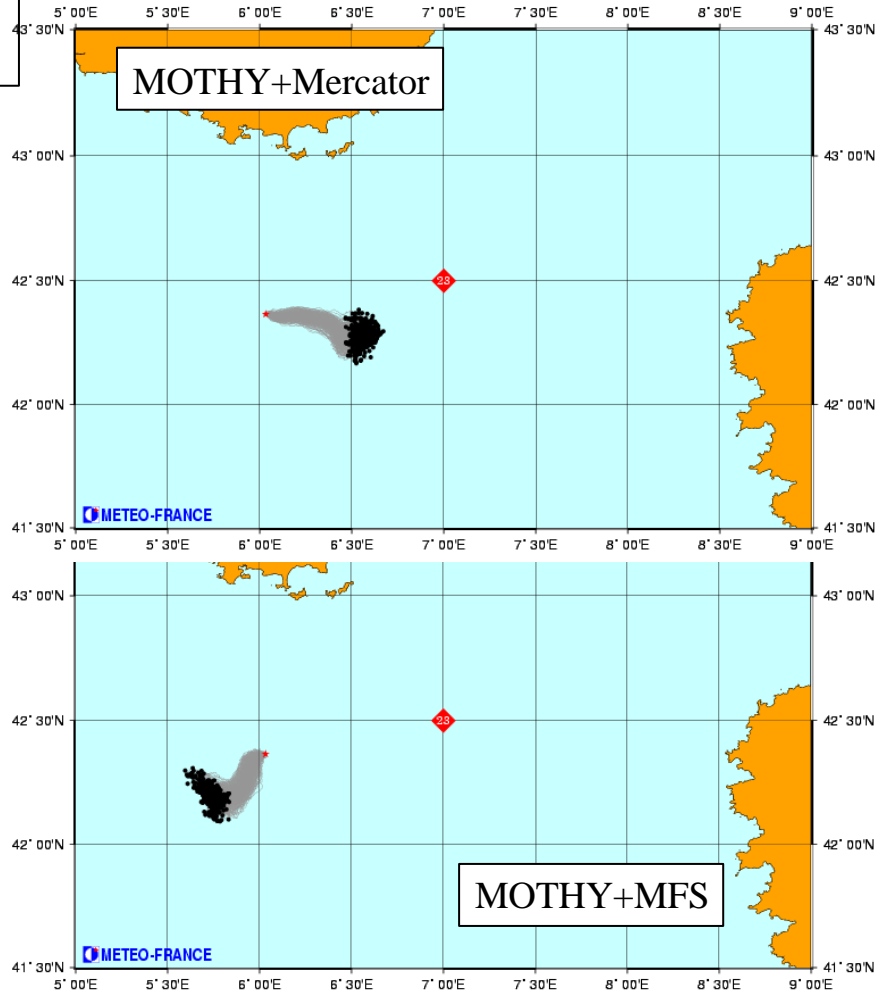 5° 00'E 5° 30'E 6° 00'E 6° 30'E 7° 00'E 7° 30'E 8° 00'E 8° 30'E 9° 00'E
43° 30'N 43° 30'N
MOTHY+Mercator
43° 00'N 43° 00'N
42° 30'N 23 42° 30'N
42° 00'N 42° 00'N
METEO-FRANCE
41° 30'N 41° 30'N
5° 00'E 5° 30'E 6° 00'E 6° 30'E 7° 00'E 7° 30'E 8° 00'E 8° 30'E 9° 00'E
43° 00'N 43° 00'N
42° 30'N 23 42° 30'N
42° 00'N 42° 00'N
MOTHY+MFS
METEO-FRANCE
41° 30'N 41° 30'N
5° 00'E 5° 30'E 6° 00'E 6° 30'E 7° 00'E 7° 30'E 8° 00'E 8° 30'E 9° 00'E